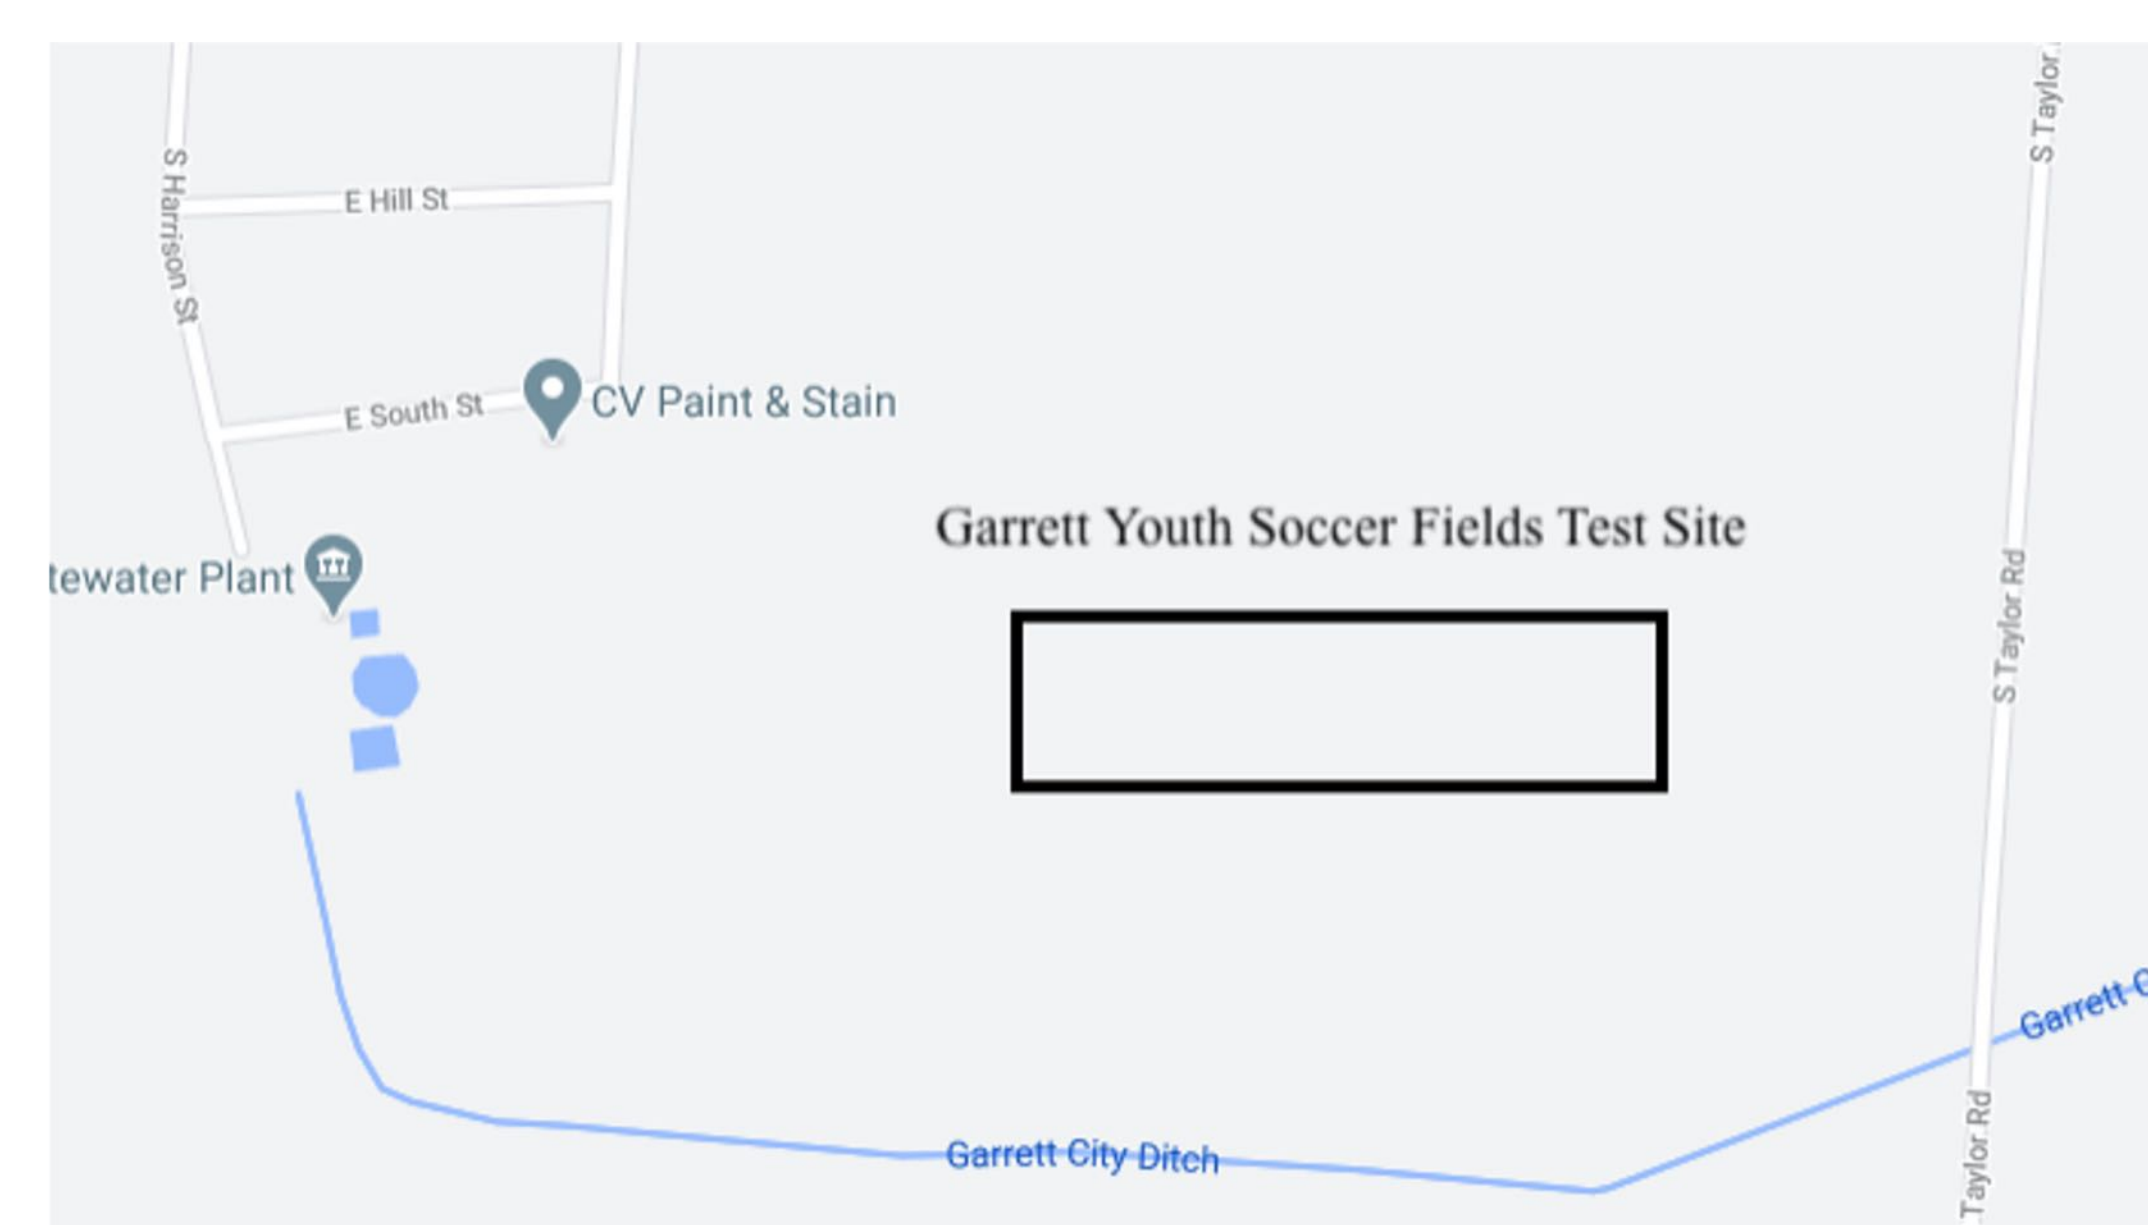 S Taylor
S Harrison St
E Hill St
E South St
CV Paint & Stain
Garrett Youth Soccer Fields Test Site
tewater Plant
S Taylor Rd
Garrett C
Garrett City Ditch
Taylor Rd